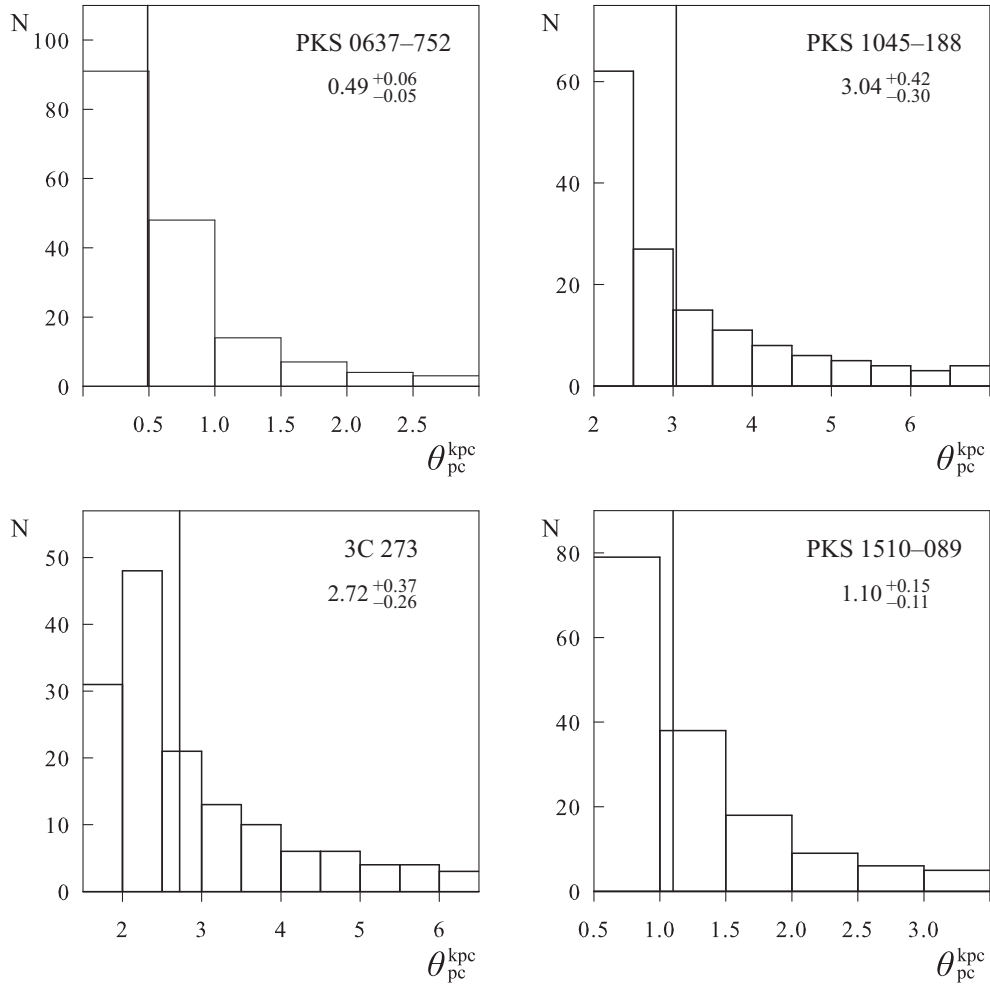 N
PKS 0637–752
0.49 +0.06 –0.05
100
80
60
40
20
0
0.5 1.0 1.5 2.0 2.5
θ kpc pc
N
PKS 1045–188
3.04 +0.42 –0.30
60
40
20
0
2 3 4 5 6
θ kpc pc
N
3C 273
2.72 +0.37 –0.26
50
40
30
20
10
0
2 3 4 5 6
θ kpc pc
N
PKS 1510–089
1.10 +0.15 –0.11
80
60
40
20
0
0.5 1.0 1.5 2.0 2.5 3.0
θ kpc pc